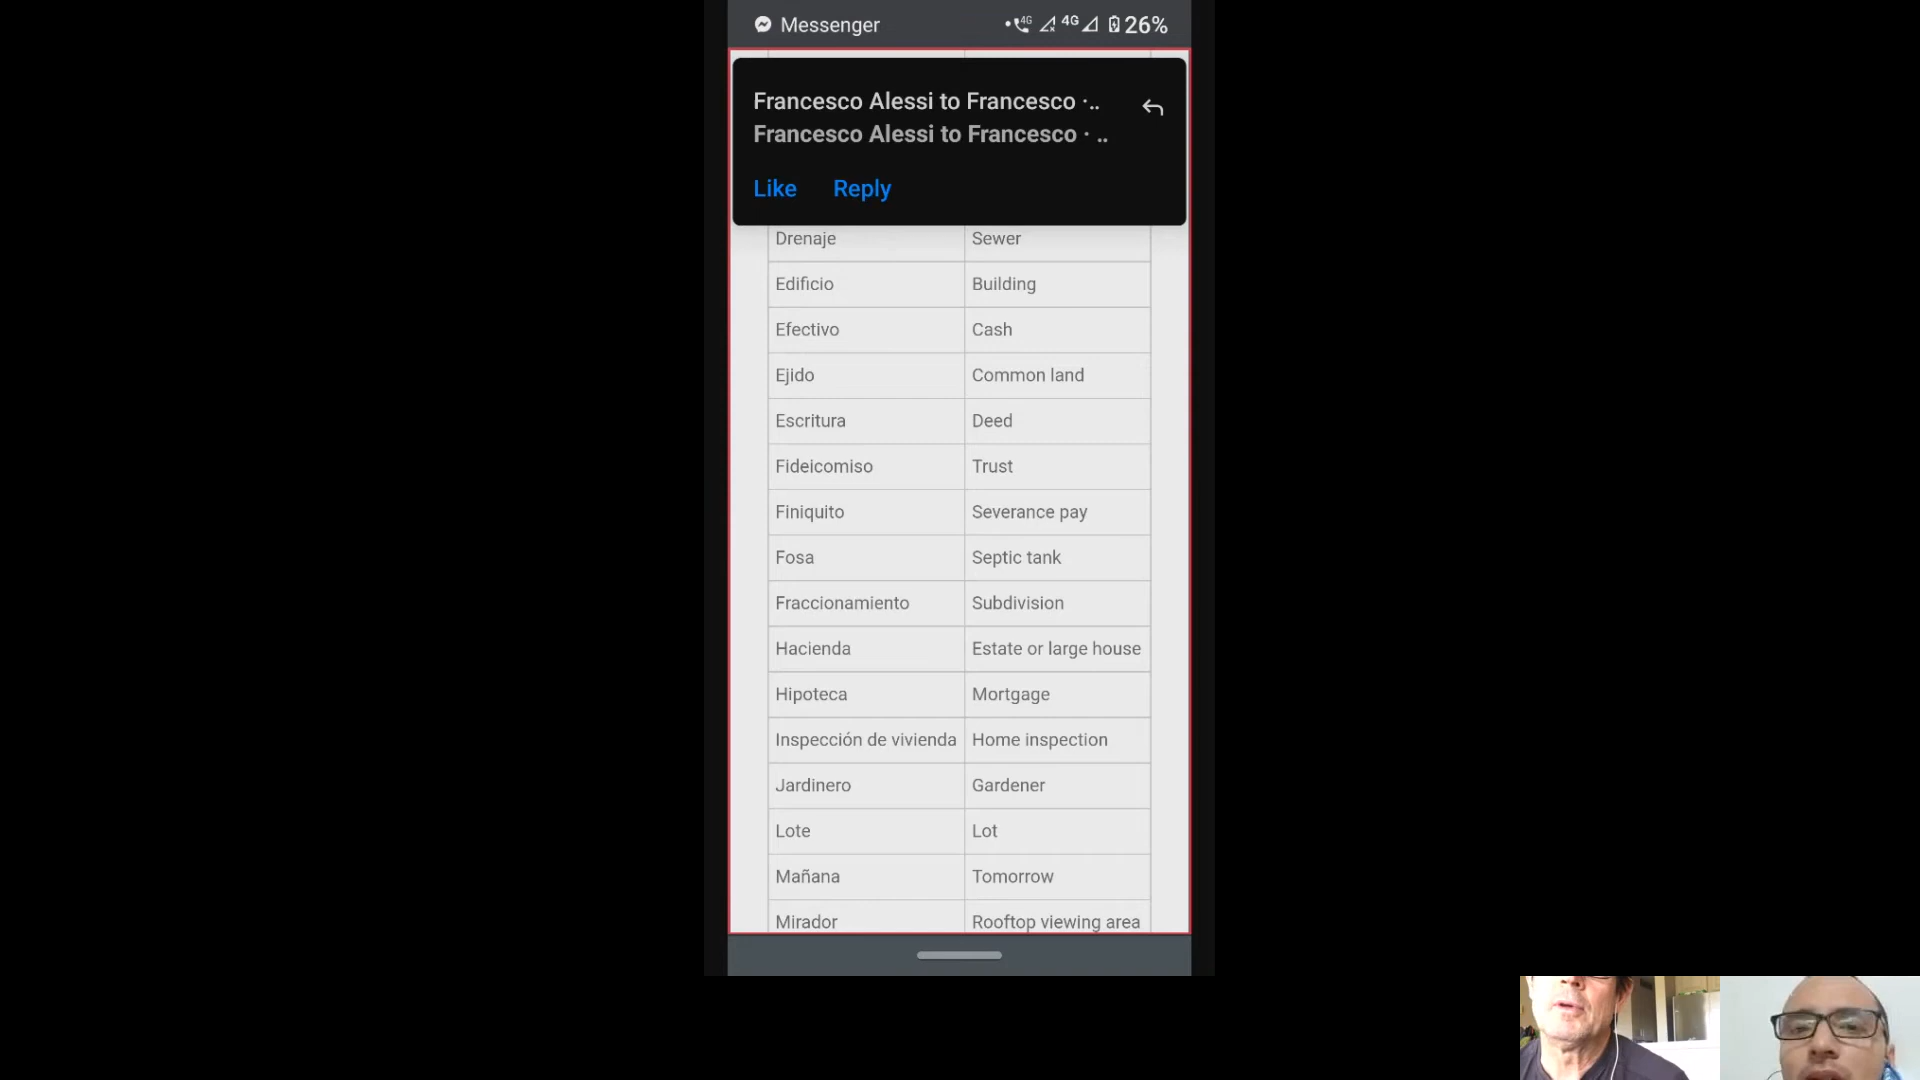 Messenger 4G 4G 26%
Francesco Alessi to Francesco ·..
Francesco Alessi to Francesco · ..
Like Reply
Drenaje Sewer
Edificio Building
Efectivo Cash
Ejido Common land
Escritura Deed
Fideicomiso Trust
Finiquito Severance pay
Fosa Septic tank
Fraccionamiento Subdivision
Hacienda Estate or large house
Hipoteca Mortgage
Inspección de vivienda Home inspection
Jardinero Gardener
Lote Lot
Mañana Tomorrow
Mirador Rooftop viewing area